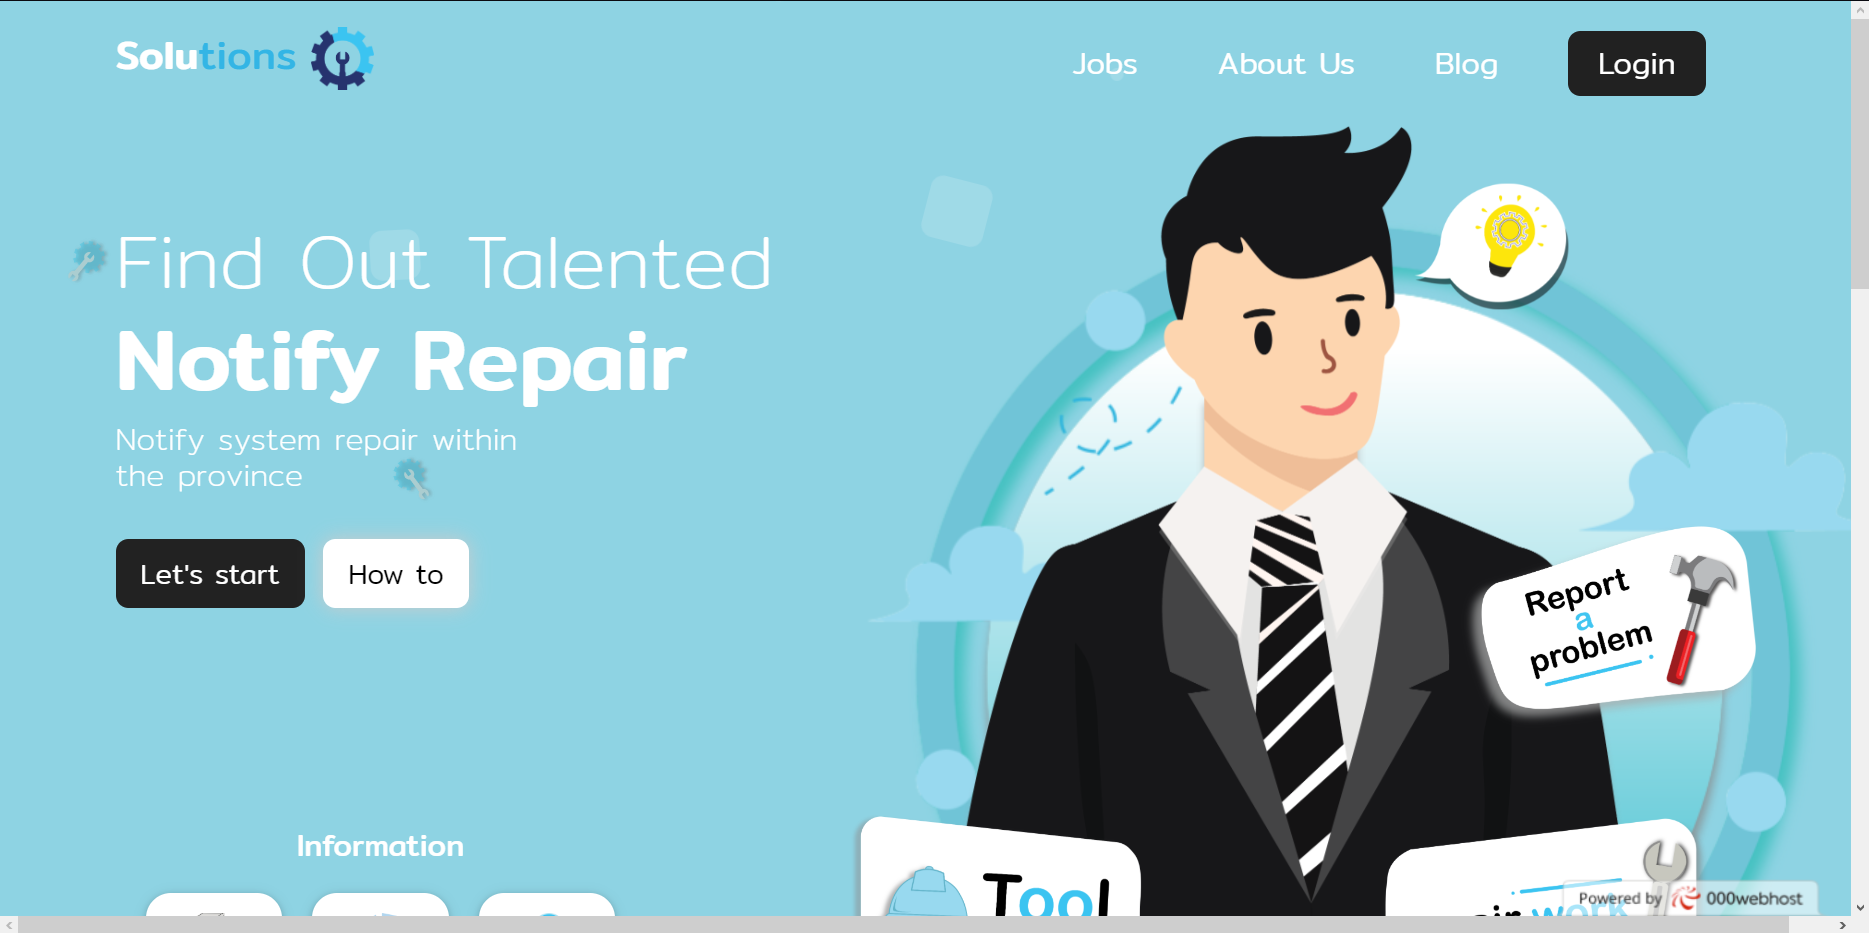 Solutions
Jobs
About Us
Blog
Login
Find Out Talented
Notify Repair
Notify system repair within
the province
Let's start
How to
Report
a
problem
Information
Tool
work
Powered by
000webhost